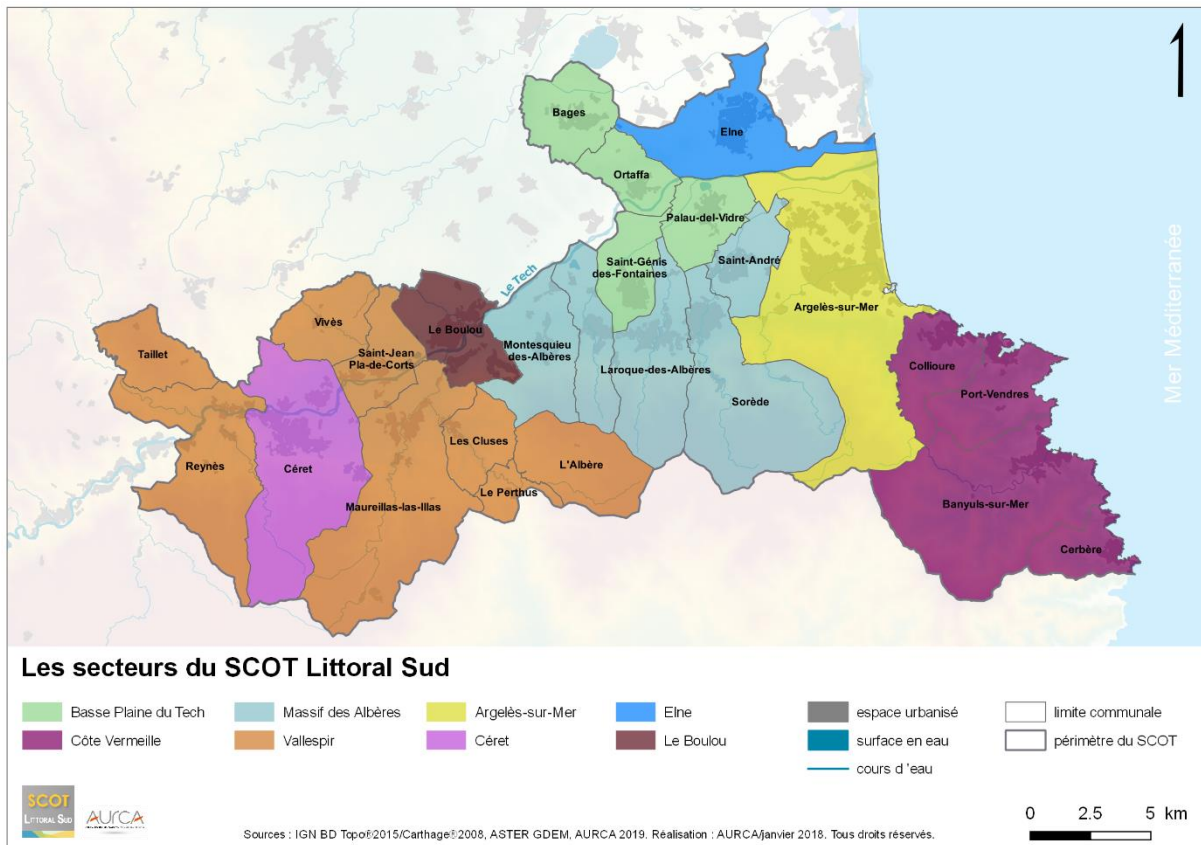 Bages
Elne
Ortaffa
Palau-del-Vidre
Saint-Génis
des-Fontaines
Saint-André
Le Tech
Mer Méditerranée
Argelès-sur-Mer
Vivès
Le Boulou
Taillet
Saint-Jean
Pla-de-Corts
Montesquieu
des-Albères
Laroque-des-Albères
Collioure
Port-Vendres
Sorède
Les Cluses
L'Albère
Reynès
Céret
Le Perthus
Maureillas-las-Illas
Banyuls-sur-Mer
Cerbère
Les secteurs du SCOT Littoral Sud
Basse Plaine du Tech
Massif des Albères
Argelès-sur-Mer
Elne
espace urbanisé
limite communale
Côte Vermeille
Vallespir
Céret
Le Boulou
surface en eau
périmètre du SCOT
cours d 'eau
SCOT
LITTORAL SUD
AURCA
0 2.5 5 km
Sources : IGN BD Topo®2015/Carthage®2008, ASTER GDEM, AURCA 2019. Réalisation : AURCA/janvier 2018. Tous droits réservés.